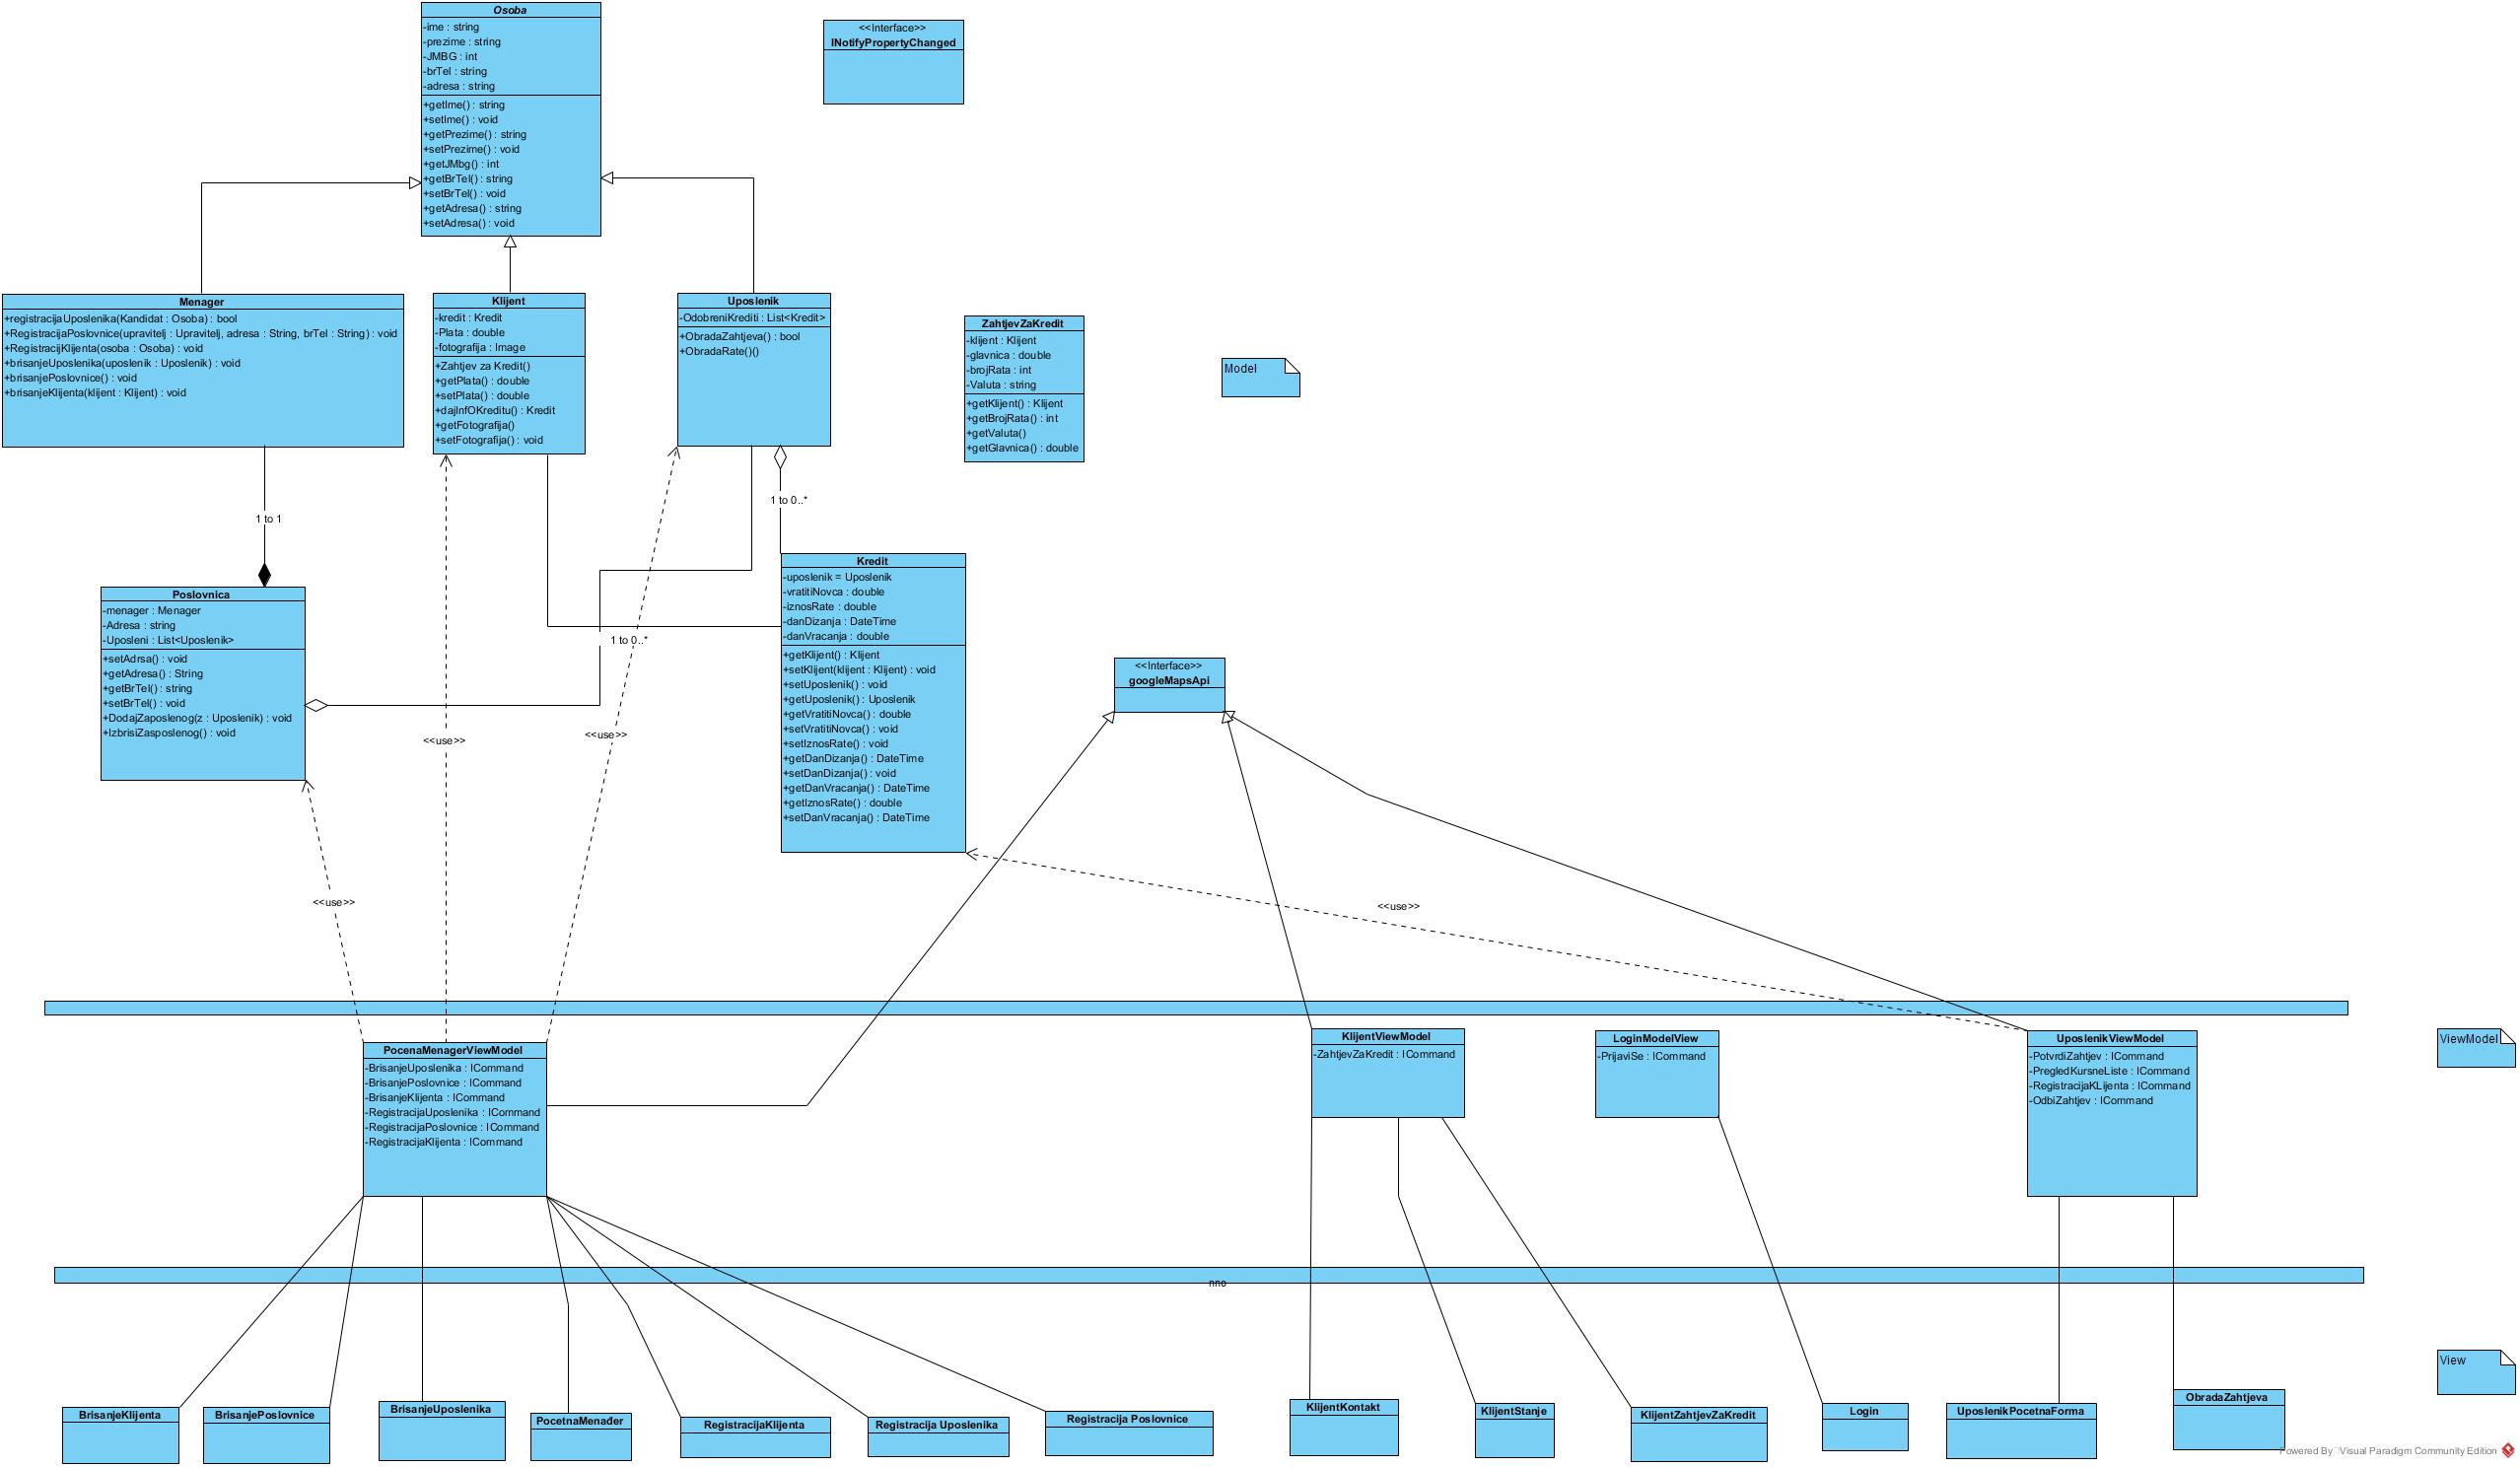 Osoba
-ime : string
-prezime : string
-JMBG : int
-brTel : string
-adresa : string
+getIme() : string
+setIme() : void
+getPrezime() : string
+setPrezime() : void
+getJMbg() : int
+getBrTel() : string
+setBrTel() : void
+getAdresa() : string
+setAdresa() : void
<<Interface>>
INotifyPropertyChanged
Menager
+registracijaUposlenika(Kandidat : Osoba) : bool
+RegistracijaPoslovnice(upravitelj : Upravitelj, adresa : String, brTel : String) : void
+RegistracijKlijenta(osoba : Osoba) : void
+brisanjeUposlenika(uposlenik : Uposlenik) : void
+brisanjePoslovnice() : void
+brisanjeKlijenta(klijent : Klijent) : void
Klijent
-kredit : Kredit
-Plata : double
-fotografija : Image
+Zahtjev za Kredit()
+getPlata() : double
+setPlata() : double
+dajInfOKreditu() : Kredit
+getFotografija()
+setFotografija() : void
Uposlenik
-OdobreniKrediti : List<Kredit>
+ObradaZahtjeva() : bool
+ObradaRate()()
ZahtjevZaKredit
-klijent : Klijent
-glavnica : double
-brojRata : int
-Valuta : string
+getKlijent() : Klijent
+getBrojRata() : int
+getValuta()
+getGlavnica() : double
Model
1 to 1
1 to 0..*
Poslovnica
-menager : Menager
-Adresa : string
-Uposleni : List<Uposlenik>
+setAdrsa() : void
+getAdresa() : String
+getBrTel() : string
+setBrTel() : void
+DodajZaposlenog(z : Uposlenik) : void
+IzbrisiZasposlenog() : void
1 to 0..*
Kredit
-uposlenik = Uposlenik
-vratitiNovca : double
-iznosRate : double
-danDizanja : DateTime
-danVracanja : double
+getKlijent() : Klijent
+setKlijent(klijent : Klijent) : void
+setUposlenik() : void
+getUposlenik() : Uposlenik
+getVratitiNovca() : double
+setVratitiNovca() : void
+setIznosRate() : void
+getDanDizanja() : DateTime
+setDanDizanja() : void
+getDanVracanja() : DateTime
+getIznosRate() : double
+setDanVracanja() : DateTime
<<Interface>>
googleMapsApi
<<use>>
<<use>>
<<use>>
<<use>>
PocenaMenagerViewModel
-BrisanjeUposlenika : ICommand
-BrisanjePoslovnice : ICommand
-BrisanjeKlijenta : ICommand
-RegistracijaUposlenika : ICommand
-RegistracijaPoslovnice : ICommand
-RegistracijaKlijenta : ICommand
KlijentViewModel
-ZahtjevZaKredit : ICommand
LoginModelView
-PrijaviSe : ICommand
UposlenikViewModel
-PotvrdiZahtjev : ICommand
-PregledKursneListe : ICommand
-RegistracijaKLijenta : ICommand
-OdbiZahtjev : ICommand
ViewModel
nno
View
BrisanjeKlijenta
BrisanjePoslovnice
BrisanjeUposlenika
PocetnaMenađer
RegistracijaKlijenta
Registracija Uposlenika
Registracija Poslovnice
KlijentKontakt
KlijentStanje
KlijentZahtjevZaKredit
Login
UposlenikPocetnaForma
ObradaZahtjeva
Powered By Visual Paradigm Community Edition